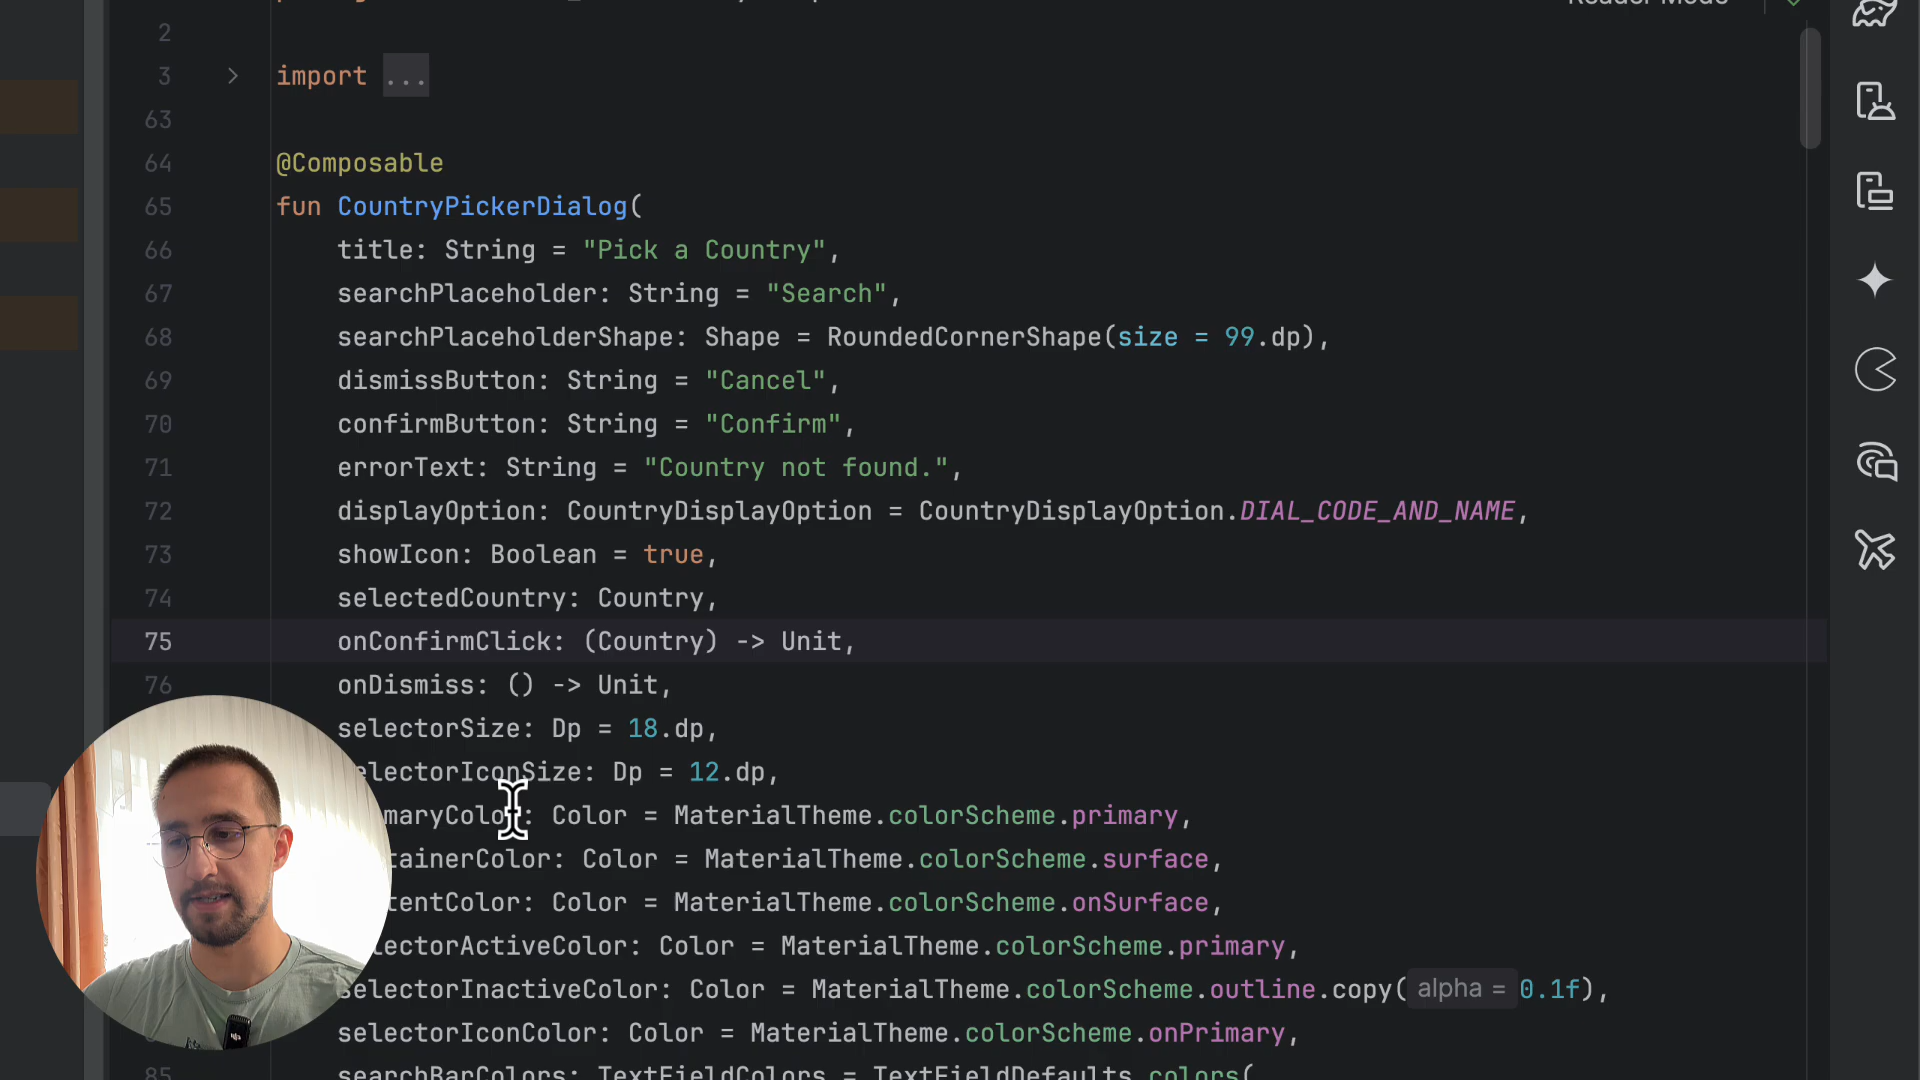 2
3 import ...
63
64 @Composable
65 fun CountryPickerDialog(
66 title: String = "Pick a Country",
67 searchPlaceholder: String = "Search",
68 searchPlaceholderShape: Shape = RoundedCornerShape(size = 99.dp),
69 dismissButton: String = "Cancel",
70 confirmButton: String = "Confirm",
71 errorText: String = "Country not found.",
72 displayOption: CountryDisplayOption = CountryDisplayOption.DIAL_CODE_AND_NAME,
73 showIcon: Boolean = true,
74 selectedCountry: Country,
75 onConfirmClick: (Country) -> Unit,
76 onDismiss: () -> Unit,
selectorSize: Dp = 18.dp,
electorIconSize: Dp = 12.dp,
maryColor: Color = MaterialTheme.colorScheme.primary,
tainerColor: Color = MaterialTheme.colorScheme.surface,
tentColor: Color = MaterialTheme.colorScheme.onSurface,
lectorActiveColor: Color = MaterialTheme.colorScheme.primary,
selectorInactiveColor: Color = MaterialTheme.colorScheme.outline.copy( alpha = 0.1f),
selectorIconColor: Color = MaterialTheme.colorScheme.onPrimary,
85 searchBarColors: TextFieldColors = TextFieldDefaults.colors(